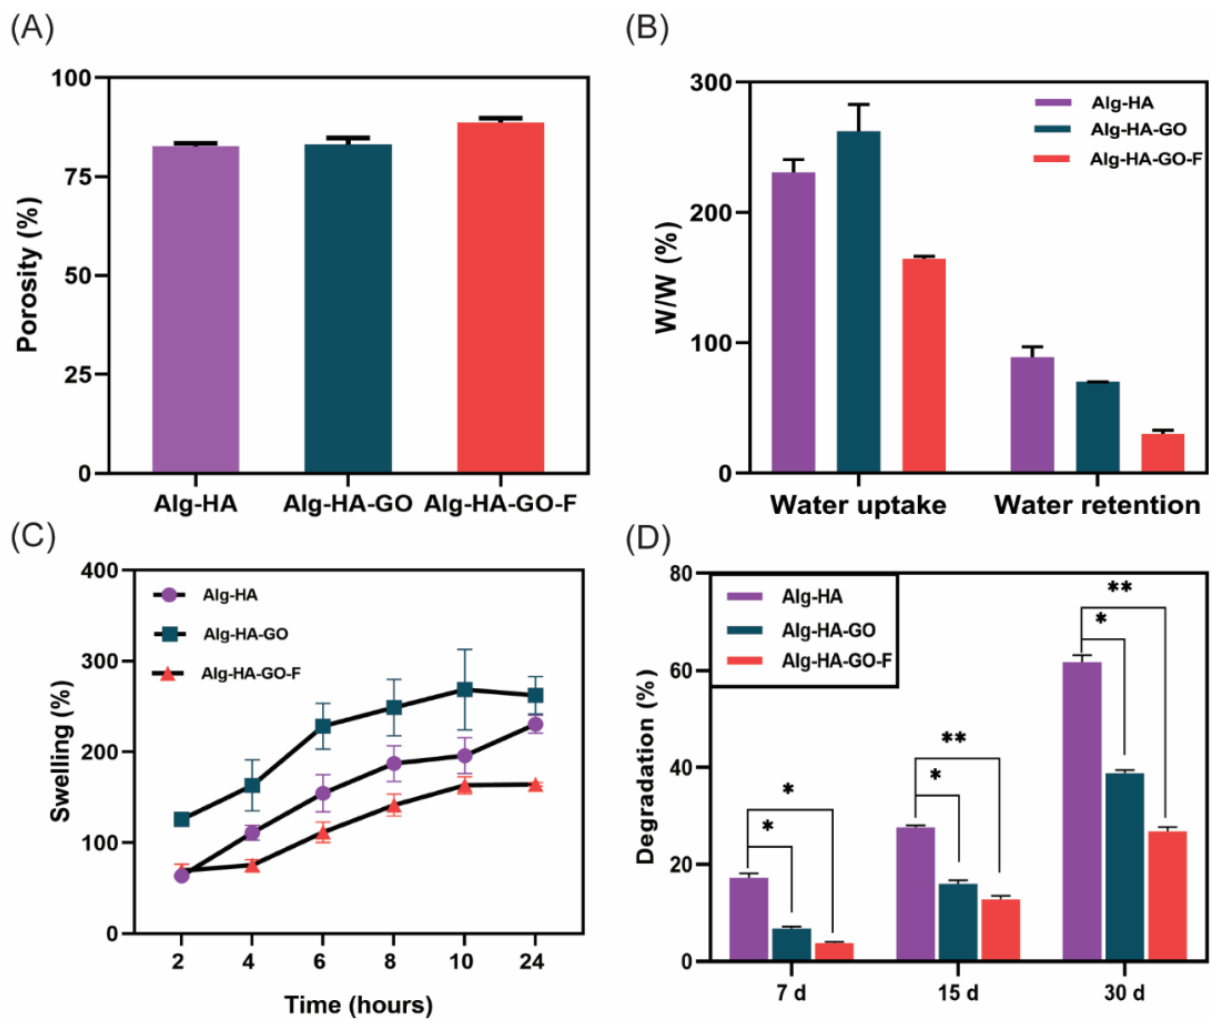 (A)
Porosity (%)
100
75
50
25
0
Alg-HA
Alg-HA-GO
Alg-HA-GO-F
(B)
W/W (%)
300
200
100
0
Alg-HA
Alg-HA-GO
Alg-HA-GO-F
Water uptake
Water retention
(C)
Swelling (%)
400
300
200
100
0
Alg-HA
Alg-HA-GO
Alg-HA-GO-F
2
4
6
8
10
24
Time (hours)
(D)
Degradation (%)
80
60
40
20
0
Alg-HA
Alg-HA-GO
Alg-HA-GO-F
*
*
**
*
**
*
7 d
15 d
30 d